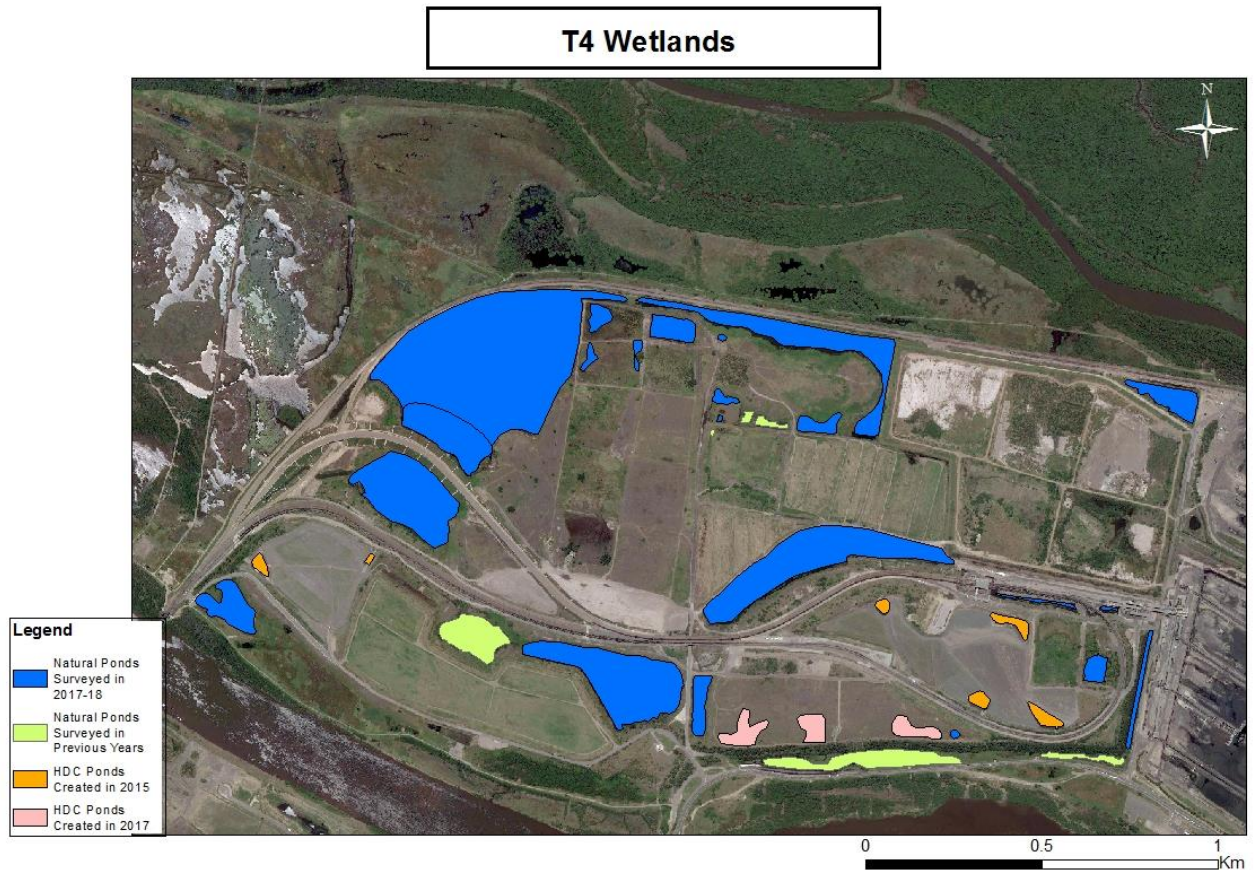 T4 Wetlands
N
Legend
Natural Ponds
Surveyed in
2017-18
Natural Ponds
Surveyed in
Previous Years
HDC Ponds
Created in 2015
HDC Ponds
Created in 2017
0 0.5 1
Km